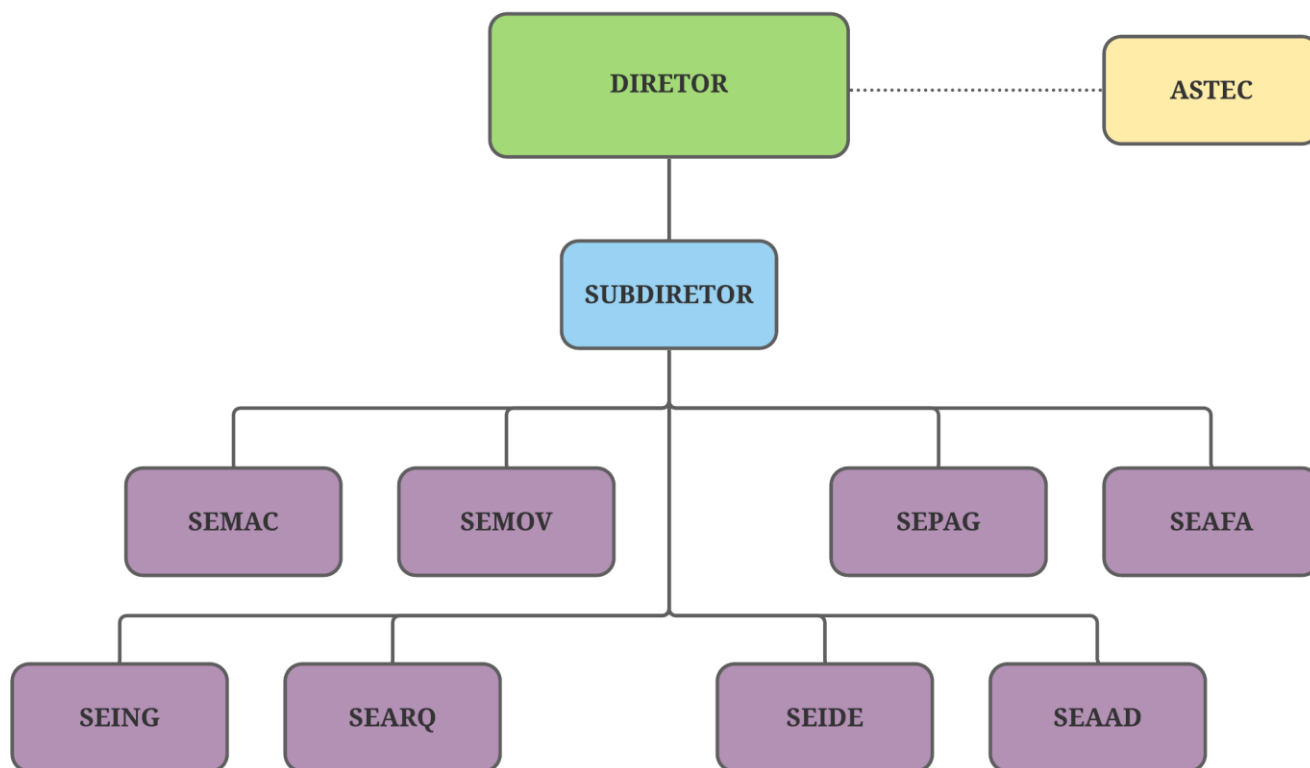 DIRETOR
ASTEC
SUBDIRETOR
SEMAC
SEMOV
SEPAG
SEAFA
SEING
SEARQ
SEIDE
SEAAD